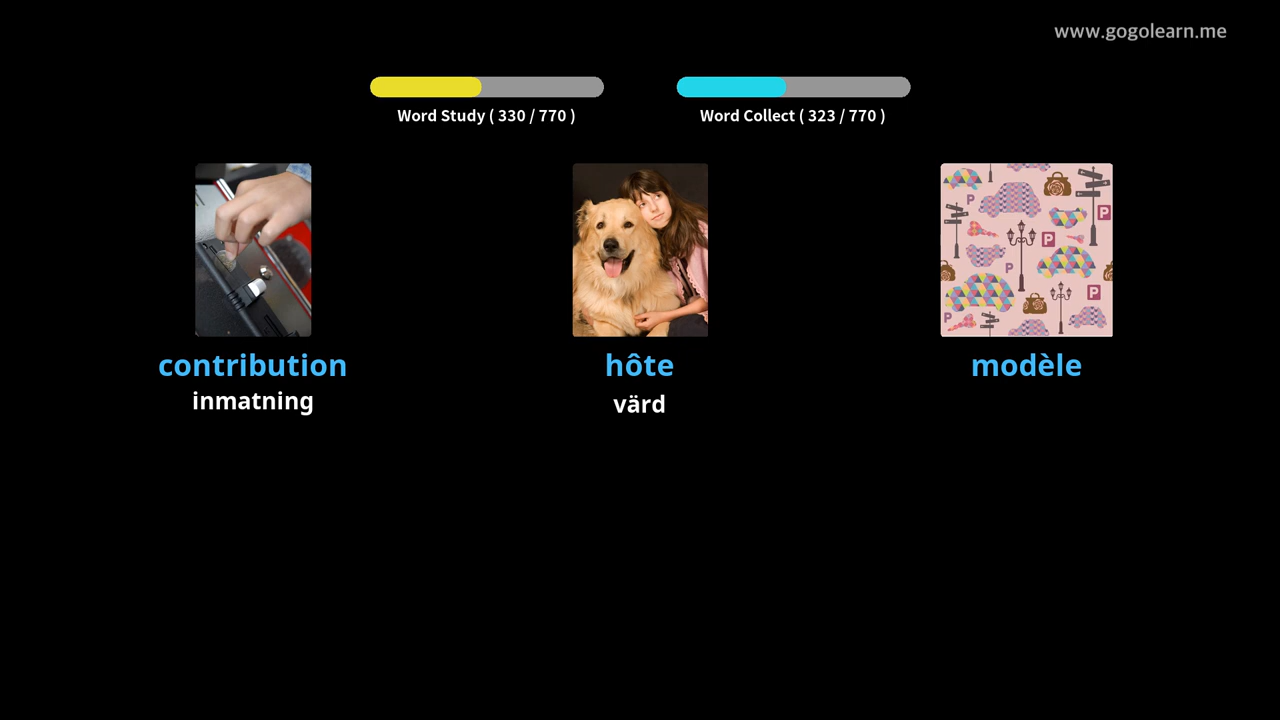 www.gogolearn.me
Word Study ( 330 / 770 )
Word Collect ( 323 / 770 )
contribution
inmatning
hôte
värd
modèle